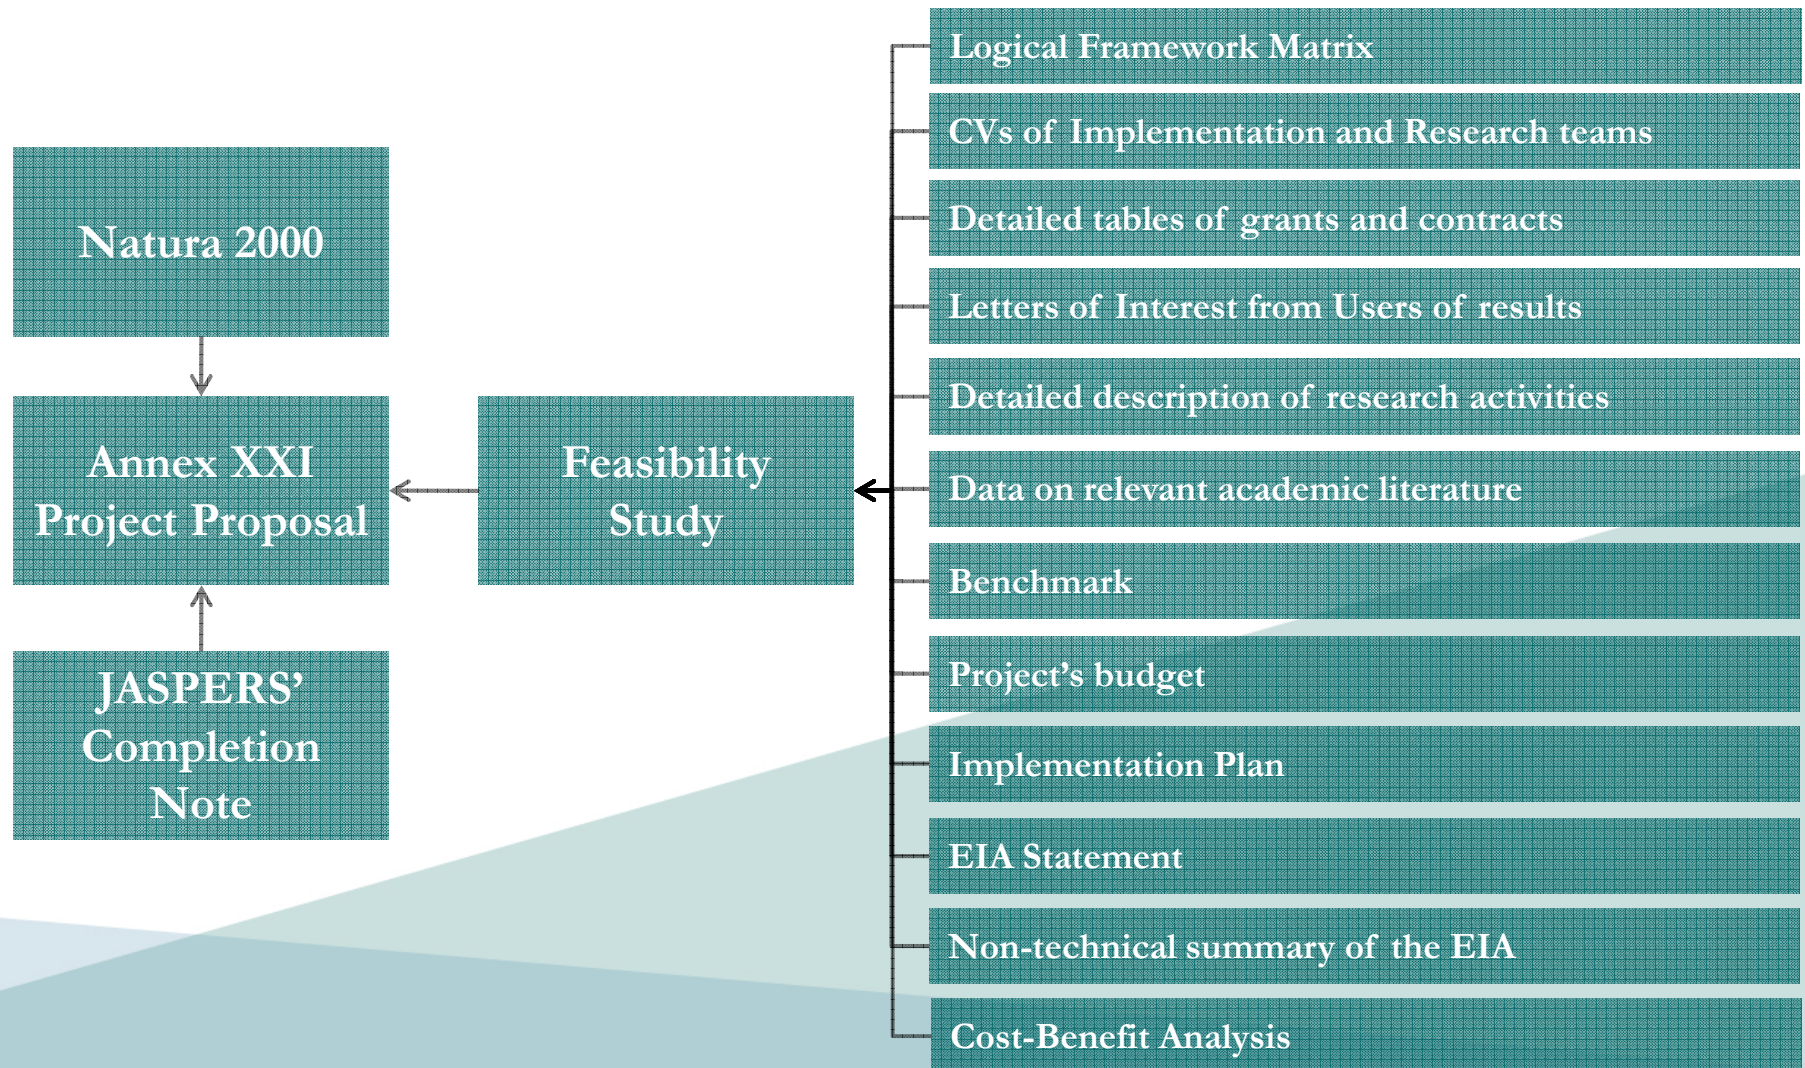 Natura 2000
Annex XXI
Project Proposal
JASPERS’
Completion
Note
Feasibility
Study
Logical Framework Matrix
CVs of Implementation and Research teams
Detailed tables of grants and contracts
Letters of Interest from Users of results
Detailed description of research activities
Data on relevant academic literature
Benchmark
Project’s budget
Implementation Plan
EIA Statement
Non-technical summary of the EIA
Cost-Benefit Analysis